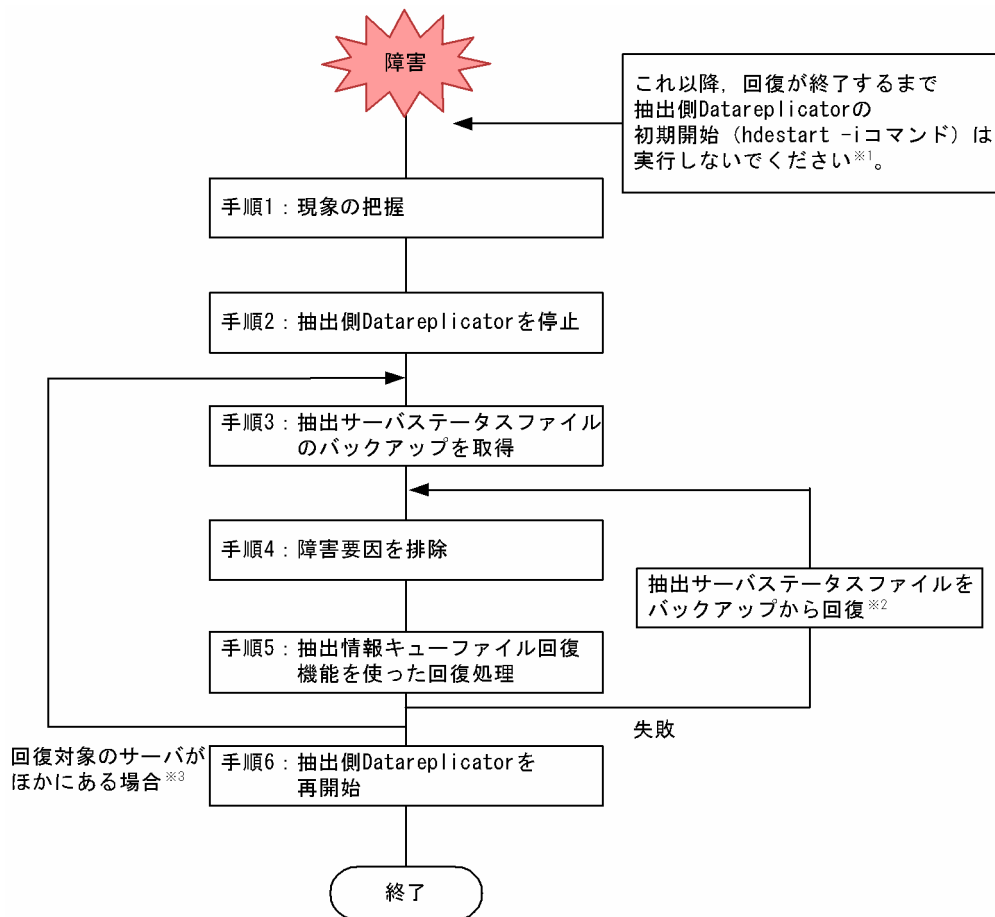 障害
これ以降，回復が終了するまで
抽出側Datareplicatorの
初期開始（hdestart -iコマンド）は
実行しないでください※1。
手順1：現象の把握
手順2：抽出側Datareplicatorを停止
手順3：抽出サーバステータスファイル
のバックアップを取得
手順4：障害要因を排除
抽出サーバステータスファイルを
バックアップから回復※2
手順5：抽出情報キューファイル回復
機能を使った回復処理
失敗
回復対象のサーバが
ほかにある場合※3
手順6：抽出側Datareplicatorを
再開始
終了